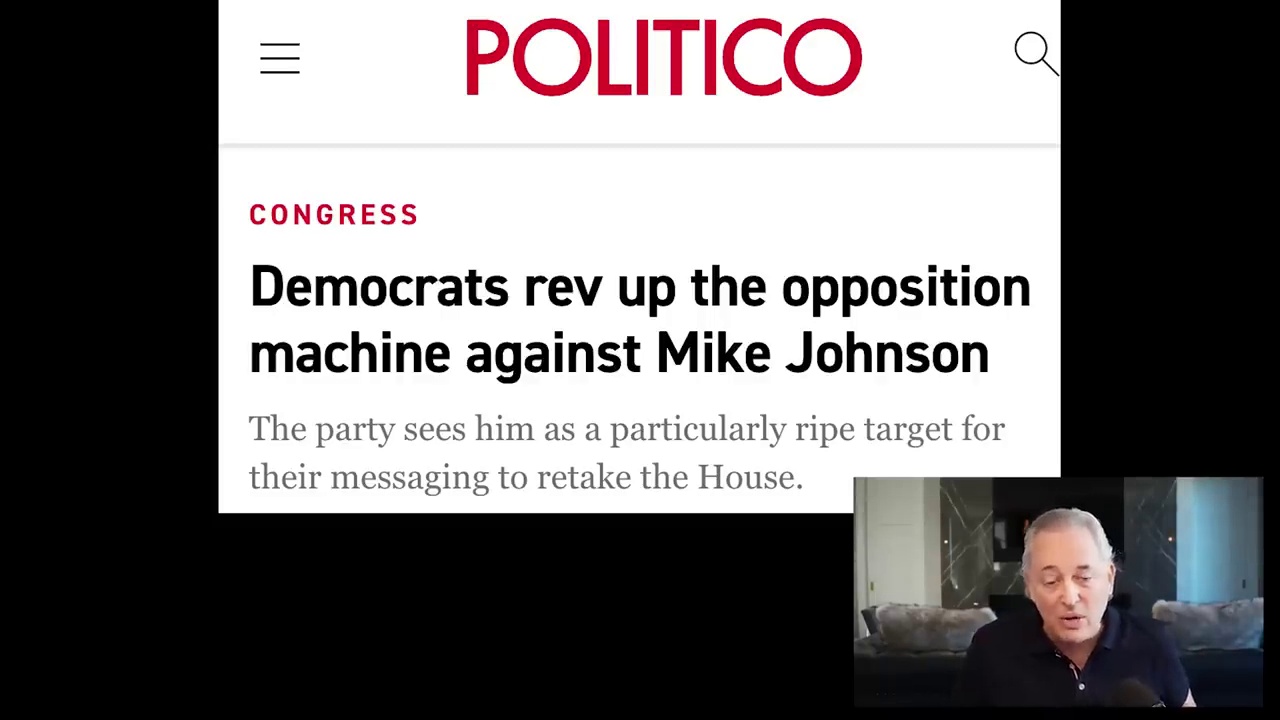 POLITICO
CONGRESS
Democrats rev up the opposition
machine against Mike Johnson
The party sees him as a particularly ripe target for
their messaging to retake the House.